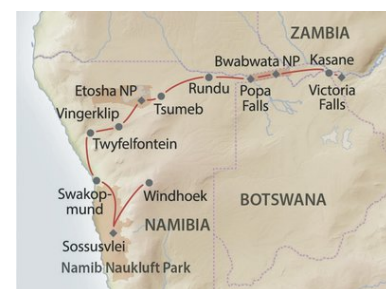 ZAMBIA
Bwabwata NP
Kasane
Etosha NP
Rundu
Popa
Falls
Victoria
Falls
Tsumeb
Vingerklip
Twyfelfontein
Swakop-
mund
Windhoek
BOTSWANA
NAMIBIA
Sossusvlei
Namib Naukluft Park